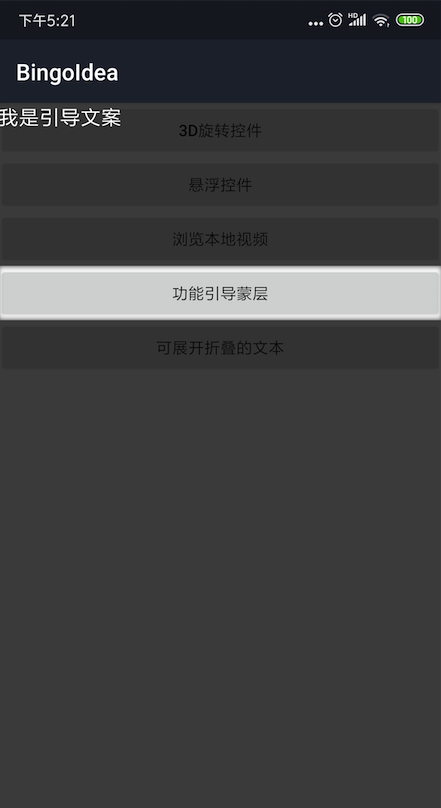 下午5:21
HD
100
BingoIdea
我是引导文案
3D旋转控件
悬浮控件
浏览本地视频
功能引导蒙层
可展开折叠的文本